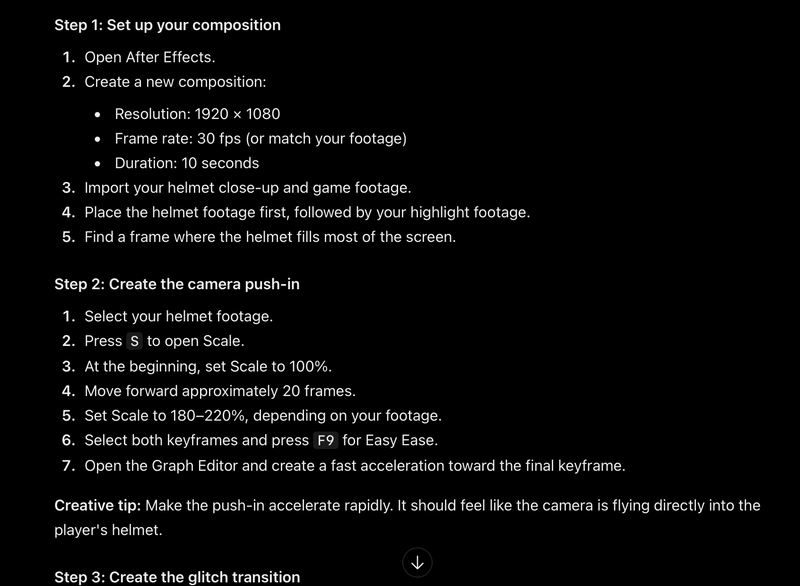 Step 1: Set up your composition
1. Open After Effects.
2. Create a new composition:
• Resolution: 1920 × 1080
• Frame rate: 30 fps (or match your footage)
• Duration: 10 seconds
3. Import your helmet close-up and game footage.
4. Place the helmet footage first, followed by your highlight footage.
5. Find a frame where the helmet fills most of the screen.
Step 2: Create the camera push-in
1. Select your helmet footage.
2. Press S to open Scale.
3. At the beginning, set Scale to 100%.
4. Move forward approximately 20 frames.
5. Set Scale to 180–220%, depending on your footage.
6. Select both keyframes and press F9 for Easy Ease.
7. Open the Graph Editor and create a fast acceleration toward the final keyframe.
Creative tip: Make the push-in accelerate rapidly. It should feel like the camera is flying directly into the
player's helmet.
Step 3: Create the glitch transition